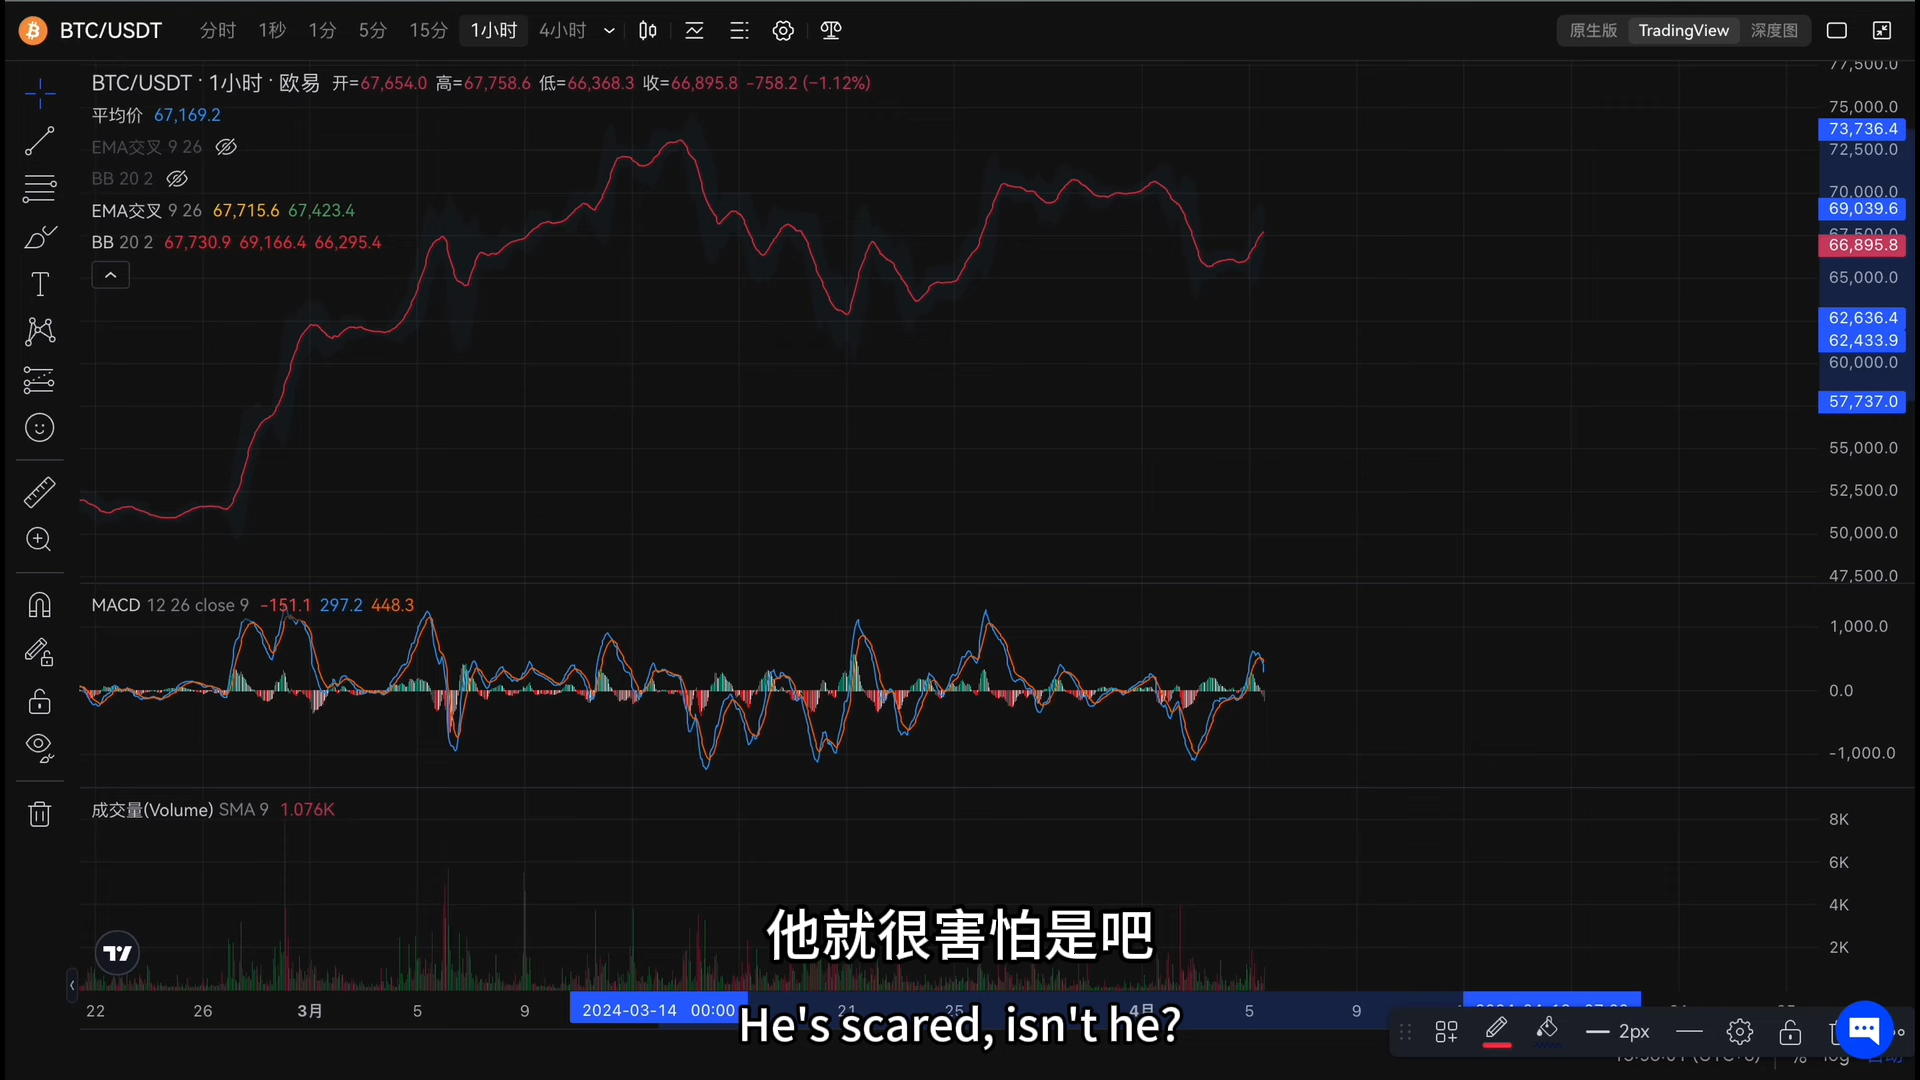 BTC/USDT 分时 1秒 1分 5分 15分 1小时 4小时 原生版 TradingView 深度图
BTC/USDT · 1小时 · 欧易 开=67,654.0 高=67,758.6 低=66,368.3 收=66,895.8 -758.2 (-1.12%)
平均价 67,169.2
EMA交叉 9 26
BB 20 2
EMA交叉 9 26 67,715.6 67,423.4
BB 20 2 67,730.9 69,166.4 66,295.4
77,500.0
75,000.0
73,736.4
72,500.0
70,000.0
69,039.6
67,500.0
66,895.8
65,000.0
62,636.4
62,433.9
60,000.0
57,737.0
55,000.0
52,500.0
50,000.0
47,500.0
MACD 12 26 close 9 -151.1 297.2 448.3
1,000.0
0.0
-1,000.0
成交量(Volume) SMA 9 1.076K
8K
6K
4K
2K
他就很害怕是吧
22 26 3月 5 9 2024-03-14 00:00 21 25 4月 5 9
He's scared, isn't he?
2px